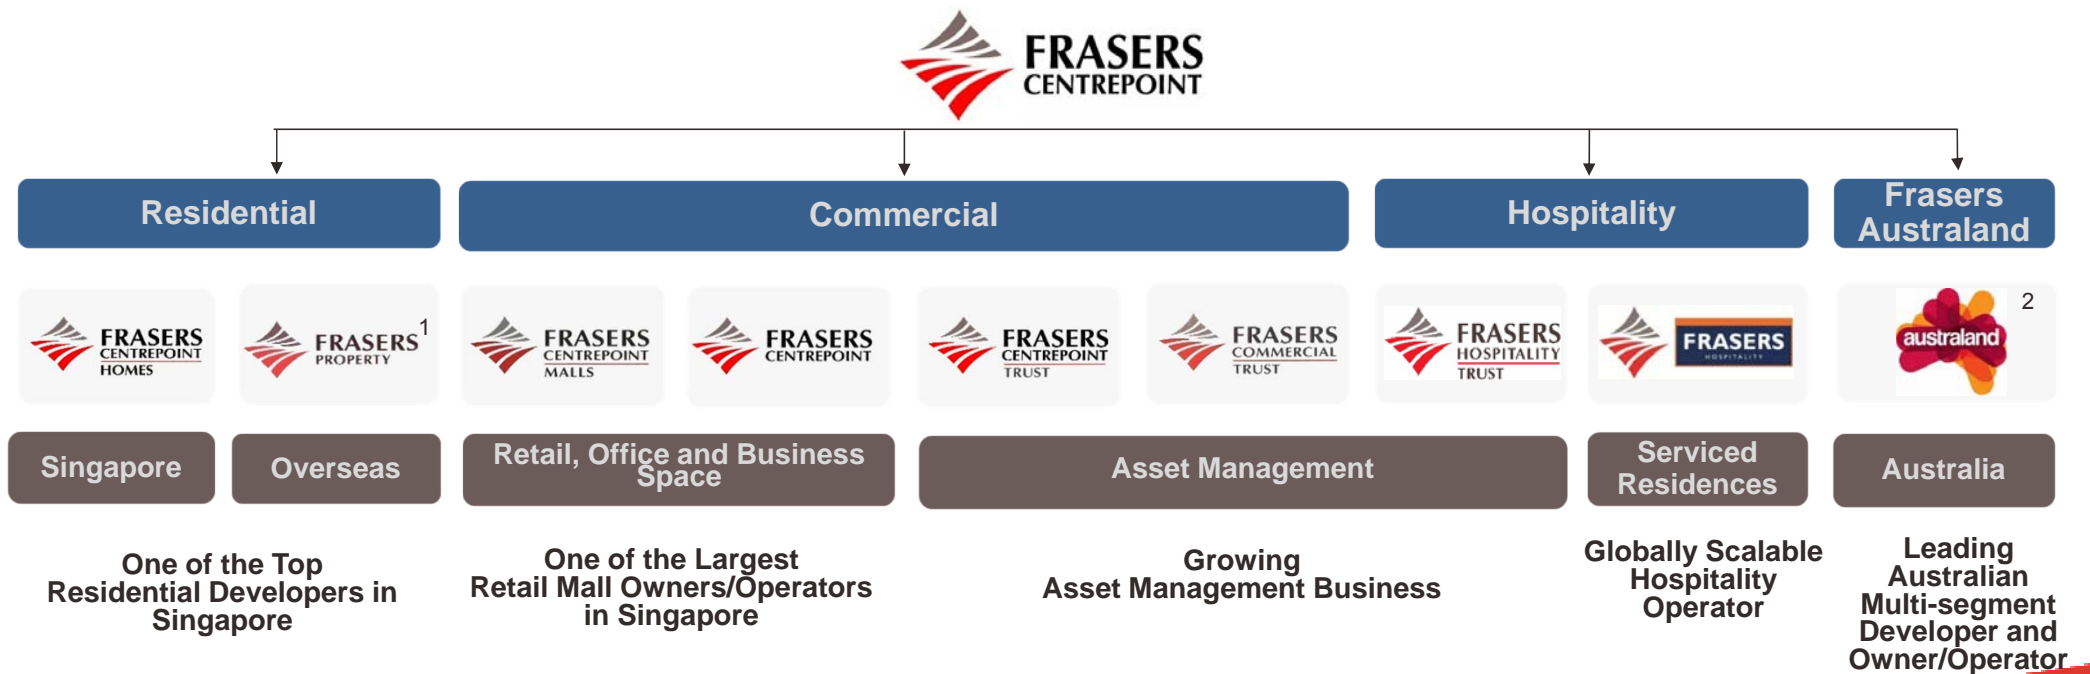 FRASERS
CENTREPOINT
Residential
Commercial
Hospitality
Frasers
Australand
FRASERS
CENTREPOINT
HOMES
FRASERS 1
PROPERTY
FRASERS
CENTREPOINT
MALLS
FRASERS
CENTREPOINT
FRASERS
CENTREPOINT
TRUST
FRASERS
COMMERCIAL
TRUST
FRASERS
HOSPITALITY
TRUST
FRASERS
HOSPITALITY
australand
2
Singapore
Overseas
Retail, Office and Business
Space
Asset Management
Serviced
Residences
Australia
One of the Top
Residential Developers in
Singapore
One of the Largest
Retail Mall Owners/Operators
in Singapore
Growing
Asset Management Business
Globally Scalable
Hospitality
Operator
Leading
Australian
Multi-segment
Developer and
Owner/Operator